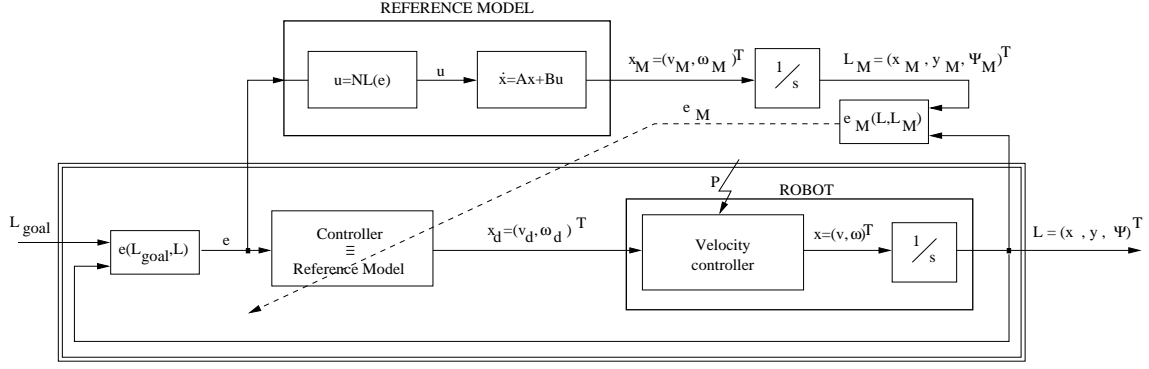 REFERENCE MODEL
u=NL(e)
u
ẋ=Ax+Bu
x_M=(v_M, ω_M)^T
1/s
L_M=(x_M, y_M, Ψ_M)^T
e_M
e_M(L,L_M)
P
ROBOT
L_goal
e(L_goal,L)
e
Controller
≡
Reference Model
x_d=(v_d, ω_d)^T
Velocity
controller
x=(v, ω)^T
1/s
L=(x, y, Ψ)^T